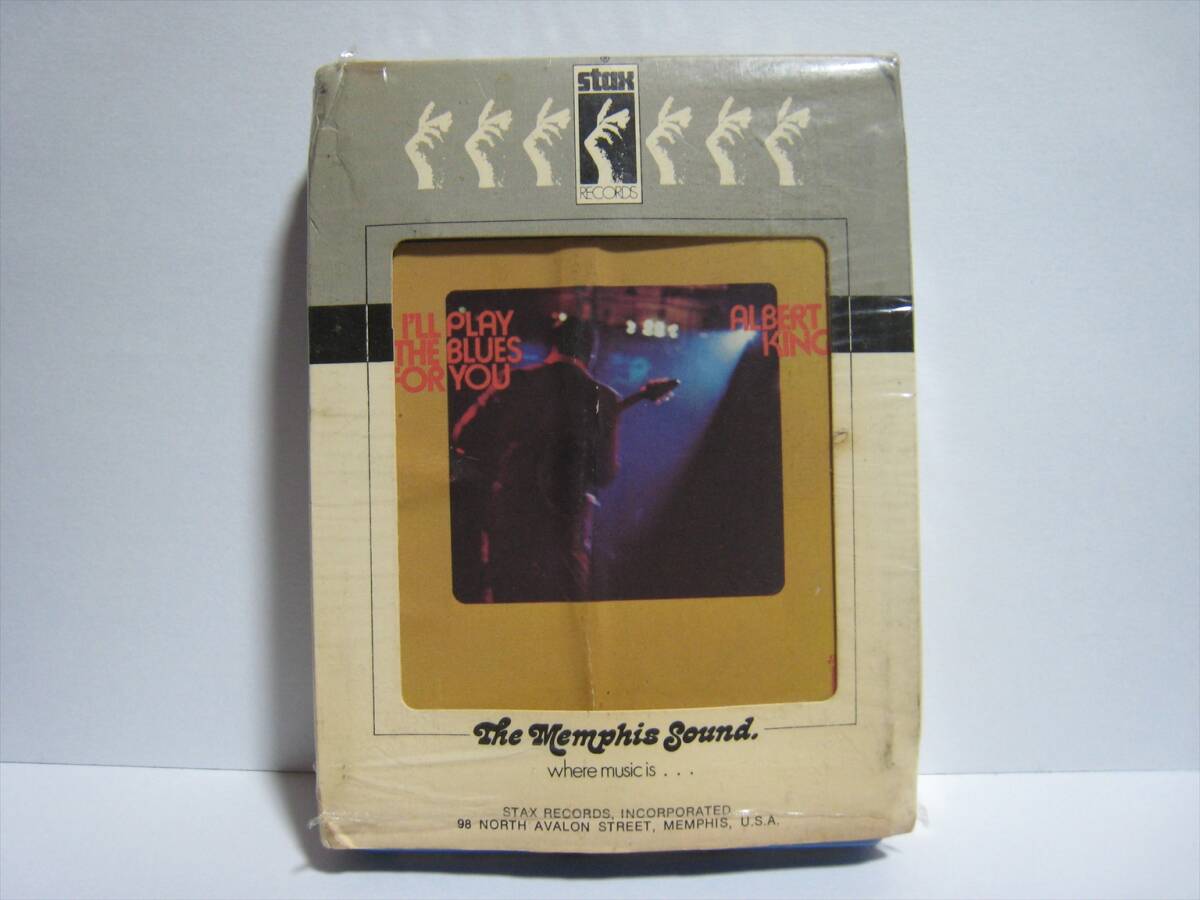 stax
RECORDS
I'LL PLAY
THE BLUES
FOR YOU
ALBERT
KING
The Memphis Sound.
where music is . . .
STAX RECORDS, INCORPORATED
98 NORTH AVALON STREET, MEMPHIS, U.S.A.